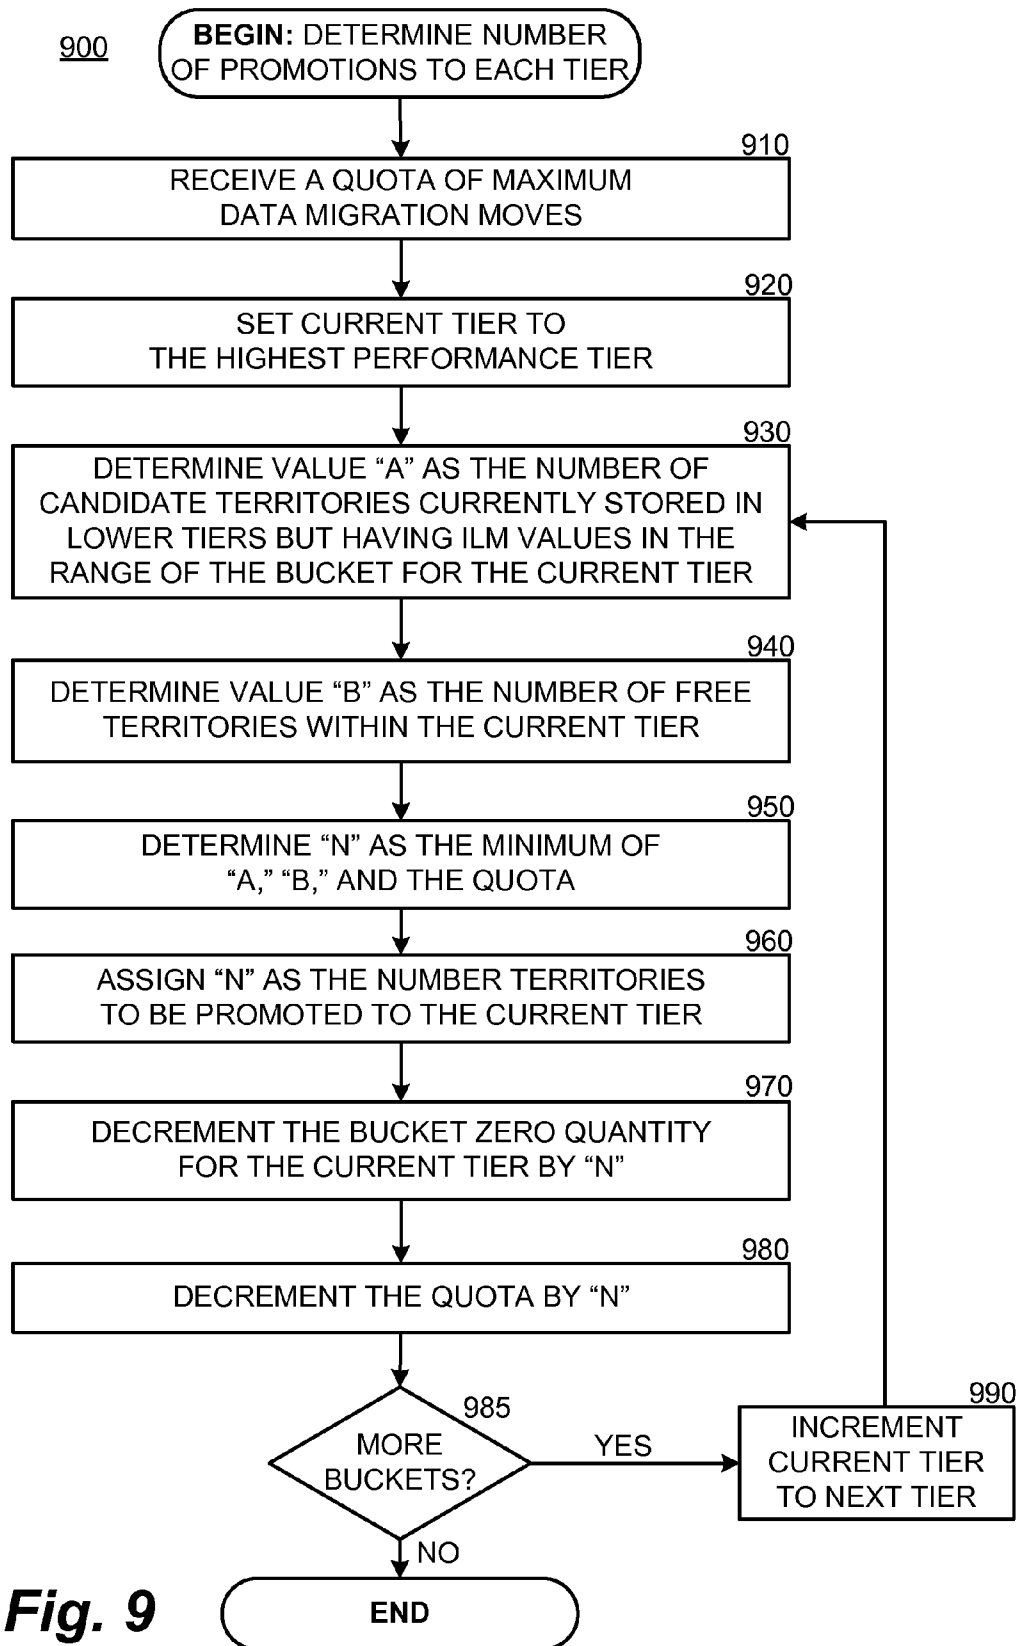 900
BEGIN: DETERMINE NUMBER
OF PROMOTIONS TO EACH TIER
910
RECEIVE A QUOTA OF MAXIMUM
DATA MIGRATION MOVES
920
SET CURRENT TIER TO
THE HIGHEST PERFORMANCE TIER
930
DETERMINE VALUE “A” AS THE NUMBER OF
CANDIDATE TERRITORIES CURRENTLY STORED IN
LOWER TIERS BUT HAVING ILM VALUES IN THE
RANGE OF THE BUCKET FOR THE CURRENT TIER
940
DETERMINE VALUE “B” AS THE NUMBER OF FREE
TERRITORIES WITHIN THE CURRENT TIER
950
DETERMINE “N” AS THE MINIMUM OF
“A,” “B,” AND THE QUOTA
960
ASSIGN “N” AS THE NUMBER TERRITORIES
TO BE PROMOTED TO THE CURRENT TIER
970
DECREMENT THE BUCKET ZERO QUANTITY
FOR THE CURRENT TIER BY “N”
980
DECREMENT THE QUOTA BY “N”
985
MORE
BUCKETS?
YES
990
INCREMENT
CURRENT TIER
TO NEXT TIER
NO
END
Fig. 9